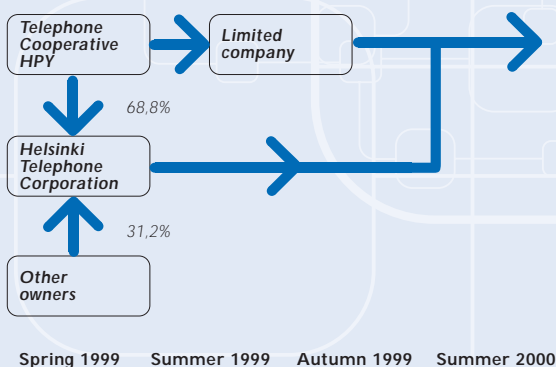 Telephone
Cooperative
HPY
Limited
company
68,8%
Helsinki
Telephone
Corporation
31,2%
Other
owners
Spring 1999 Summer 1999 Autumn 1999 Summer 2000